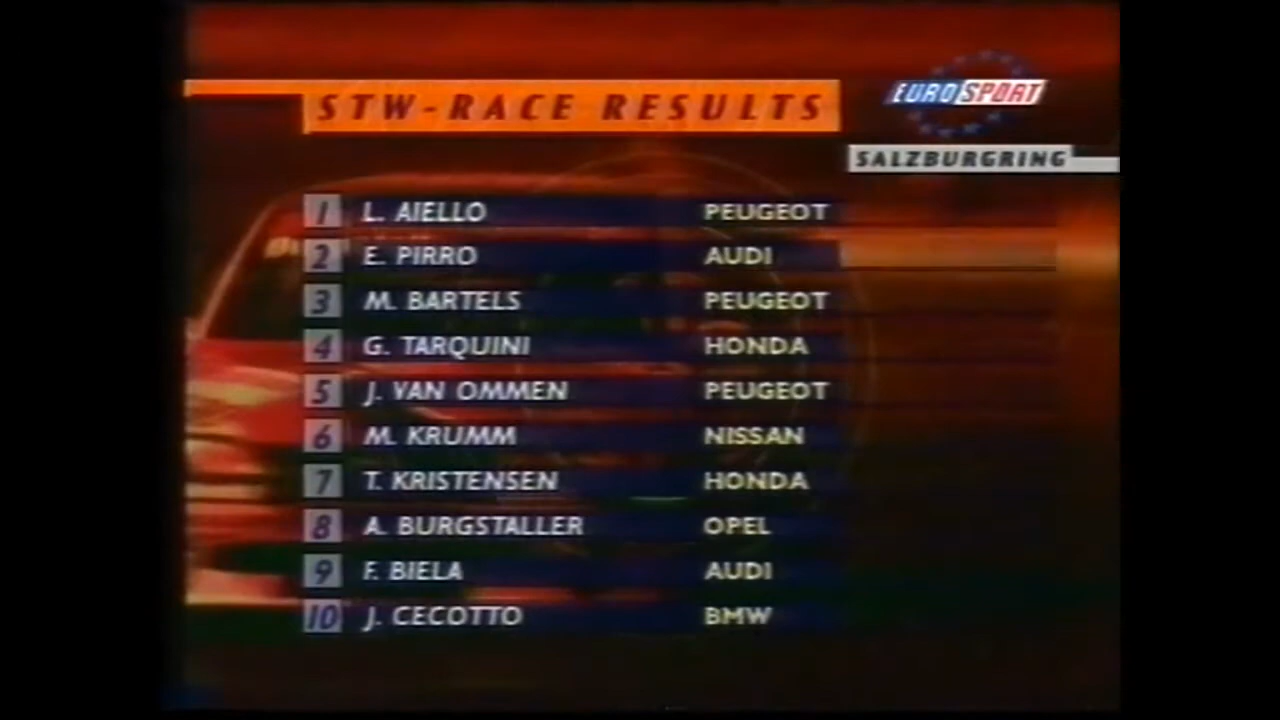 STW-RACE RESULTS
EUROSPORT
SALZBURGRING
1 L. AIELLO PEUGEOT
2 E. PIRRO AUDI
3 M. BARTELS PEUGEOT
4 G. TARQUINI HONDA
5 J. VAN OMMEN PEUGEOT
6 M. KRUMM NISSAN
7 T. KRISTENSEN HONDA
8 A. BURGSTALLER OPEL
9 F. BIELA AUDI
10 J. CECOTTO BMW